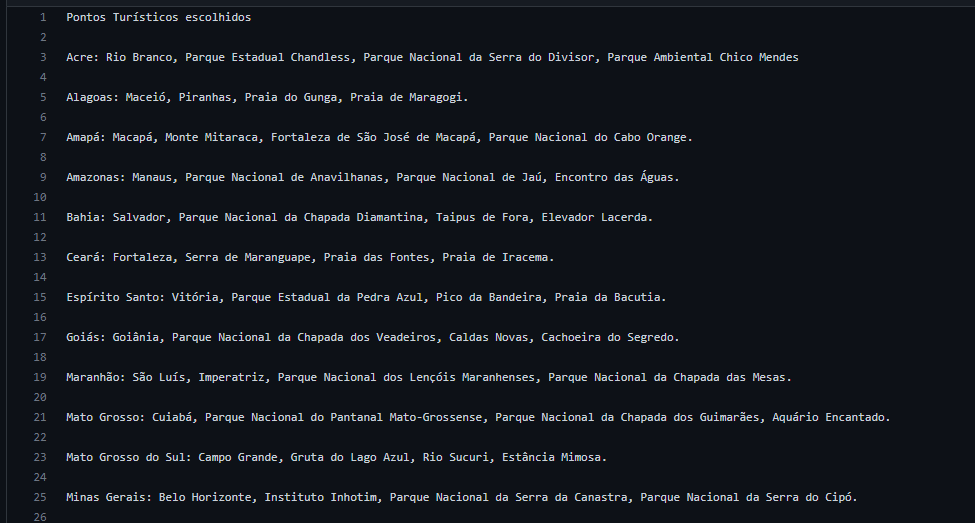 1 Pontos Turísticos escolhidos
2
3 Acre: Rio Branco, Parque Estadual Chandless, Parque Nacional da Serra do Divisor, Parque Ambiental Chico Mendes
4
5 Alagoas: Maceió, Piranhas, Praia do Gunga, Praia de Maragogi.
6
7 Amapá: Macapá, Monte Mitaraca, Fortaleza de São José de Macapá, Parque Nacional do Cabo Orange.
8
9 Amazonas: Manaus, Parque Nacional de Anavilhanas, Parque Nacional de Jaú, Encontro das Águas.
10
11 Bahia: Salvador, Parque Nacional da Chapada Diamantina, Taipus de Fora, Elevador Lacerda.
12
13 Ceará: Fortaleza, Serra de Maranguape, Praia das Fontes, Praia de Iracema.
14
15 Espírito Santo: Vitória, Parque Estadual da Pedra Azul, Pico da Bandeira, Praia da Bacutia.
16
17 Goiás: Goiânia, Parque Nacional da Chapada dos Veadeiros, Caldas Novas, Cachoeira do Segredo.
18
19 Maranhão: São Luís, Imperatriz, Parque Nacional dos Lençóis Maranhenses, Parque Nacional da Chapada das Mesas.
20
21 Mato Grosso: Cuiabá, Parque Nacional do Pantanal Mato-Grossense, Parque Nacional da Chapada dos Guimarães, Aquário Encantado.
22
23 Mato Grosso do Sul: Campo Grande, Gruta do Lago Azul, Rio Sucuri, Estância Mimosa.
24
25 Minas Gerais: Belo Horizonte, Instituto Inhotim, Parque Nacional da Serra da Canastra, Parque Nacional da Serra do Cipó.
26